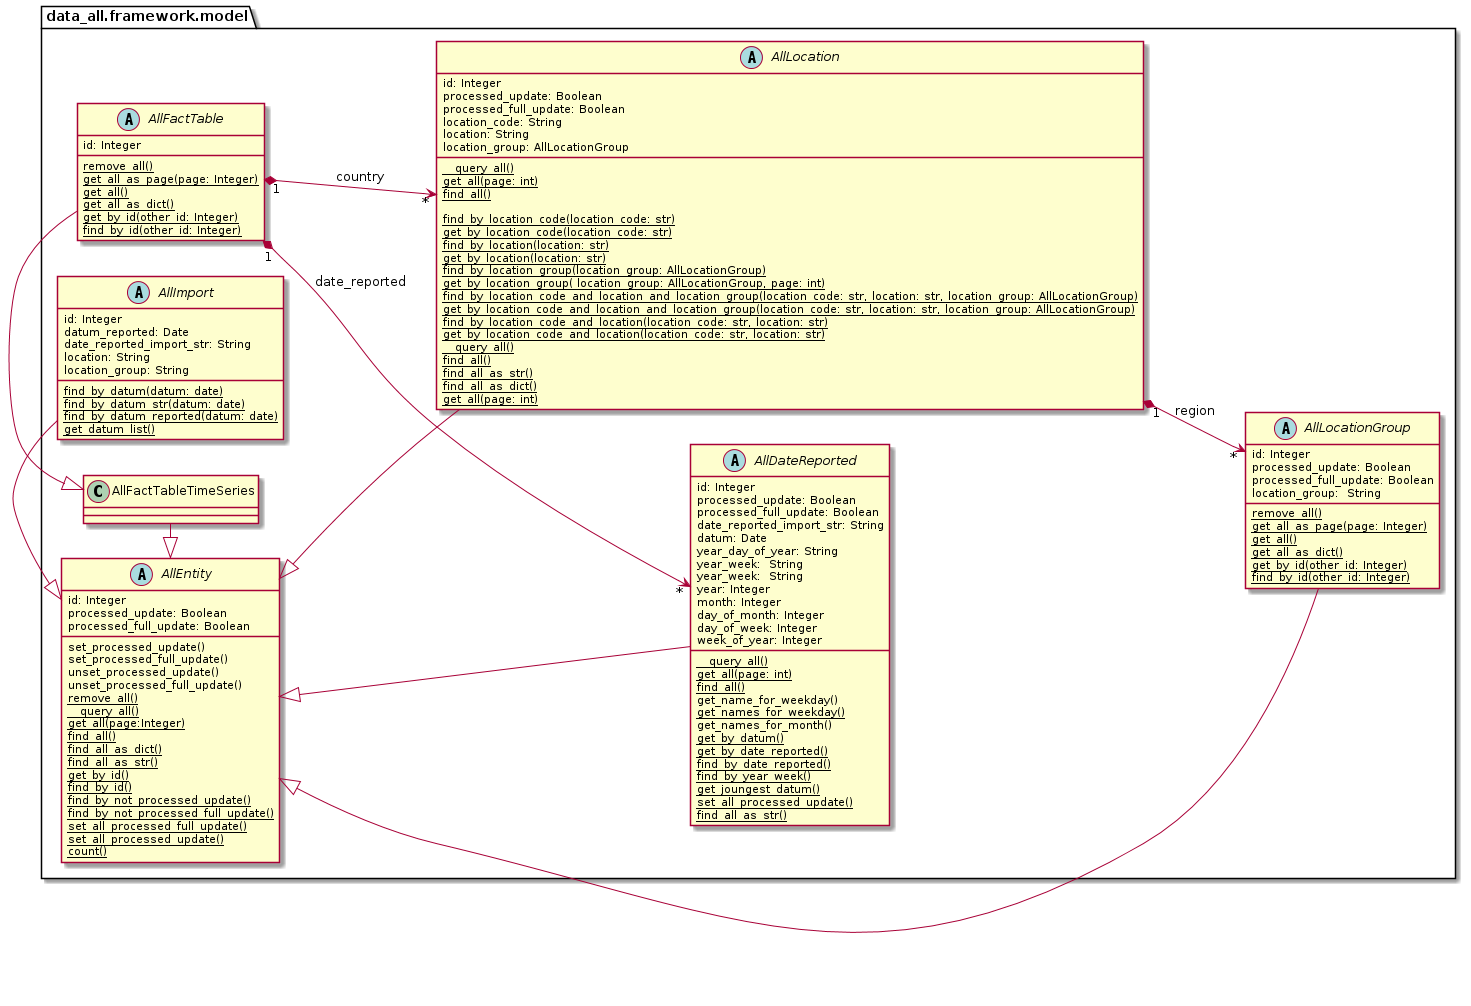 data_all.framework.model
A AllLocation
id: Integer
processed_update: Boolean
processed_full_update: Boolean
location_code: String
location: String
location_group: AllLocationGroup
__query_all()
get_all(page: int)
find_all()
find_by_location_code(location_code: str)
get_by_location_code(location_code: str)
find_by_location(location: str)
get_by_location(location: str)
find_by_location_group(location_group: AllLocationGroup)
get_by_location_group( location_group: AllLocationGroup, page: int)
find_by_location_code_and_location_and_location_group(location_code: str, location: str, location_group: AllLocationGroup)
get_by_location_code_and_location_and_location_group(location_code: str, location: str, location_group: AllLocationGroup)
find_by_location_code_and_location(location_code: str, location: str)
get_by_location_code_and_location(location_code: str, location: str)
__query_all()
find_all()
find_all_as_str()
find_all_as_dict()
get_all(page: int)
A AllFactTable
id: Integer
remove_all()
get_all_as_page(page: Integer)
get_all()
get_all_as_dict()
get_by_id(other_id: Integer)
find_by_id(other_id: Integer)
country
1
*
1
date_reported
*
A AllImport
id: Integer
datum_reported: Date
date_reported_import_str: String
location: String
location_group: String
find_by_datum(datum: date)
find_by_datum_str(datum: date)
find_by_datum_reported(datum: date)
get_datum_list()
1
region
*
A AllLocationGroup
id: Integer
processed_update: Boolean
processed_full_update: Boolean
location_group:  String
remove_all()
get_all_as_page(page: Integer)
get_all()
get_all_as_dict()
get_by_id(other_id: Integer)
find_by_id(other_id: Integer)
A AllDateReported
id: Integer
processed_update: Boolean
processed_full_update: Boolean
date_reported_import_str: String
datum: Date
year_day_of_year: String
year_week:  String
year_week:  String
year: Integer
month: Integer
day_of_month: Integer
day_of_week: Integer
week_of_year: Integer
__query_all()
get_all(page: int)
find_all()
get_name_for_weekday()
get_names_for_weekday()
get_names_for_month()
get_by_datum()
get_by_date_reported()
find_by_date_reported()
find_by_year_week()
get_joungest_datum()
set_all_processed_update()
find_all_as_str()
C AllFactTableTimeSeries
A AllEntity
id: Integer
processed_update: Boolean
processed_full_update: Boolean
set_processed_update()
set_processed_full_update()
unset_processed_update()
unset_processed_full_update()
remove_all()
__query_all()
get_all(page:Integer)
find_all()
find_all_as_dict()
find_all_as_str()
get_by_id()
find_by_id()
find_by_not_processed_update()
find_by_not_processed_full_update()
set_all_processed_full_update()
set_all_processed_update()
count()